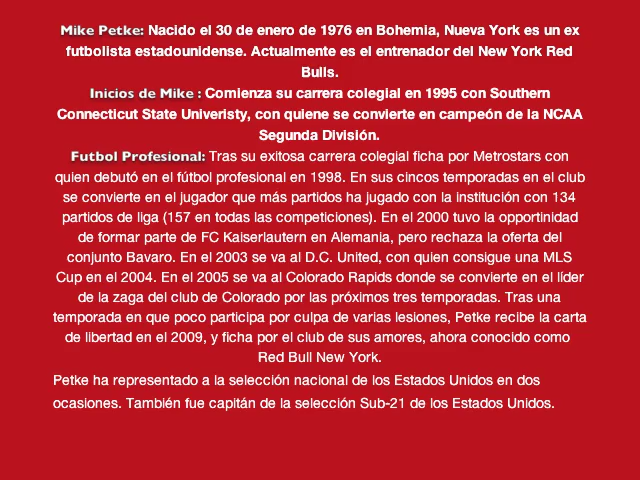 Mike Petke: Nacido el 30 de enero de 1976 en Bohemia, Nueva York es un ex
futbolista estadounidense. Actualmente es el entrenador del New York Red
Bulls.
Inicios de Mike : Comienza su carrera colegial en 1995 con Southern
Connecticut State Univeristy, con quiene se convierte en campeón de la NCAA
Segunda División.
Futbol Profesional: Tras su exitosa carrera colegial ficha por Metrostars con
quien debutó en el fútbol profesional en 1998. En sus cincos temporadas en el club
se convierte en el jugador que más partidos ha jugado con la institución con 134
partidos de liga (157 en todas las competiciones). En el 2000 tuvo la opportinidad
de formar parte de FC Kaiserlautern en Alemania, pero rechaza la oferta del
conjunto Bavaro. En el 2003 se va al D.C. United, con quien consigue una MLS
Cup en el 2004. En el 2005 se va al Colorado Rapids donde se convierte en el líder
de la zaga del club de Colorado por las próximos tres temporadas. Tras una
temporada en que poco participa por culpa de varias lesiones, Petke recibe la carta
de libertad en el 2009, y ficha por el club de sus amores, ahora conocido como
Red Bull New York.
Petke ha representado a la selección nacional de los Estados Unidos en dos
ocasiones. También fue capitán de la selección Sub-21 de los Estados Unidos.